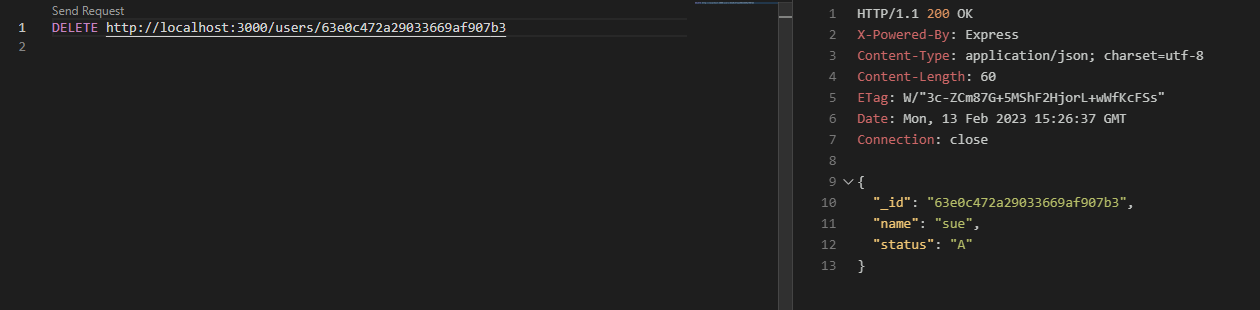 Send Request
1 DELETE http://localhost:3000/users/63e0c472a29033669af907b3
2
1 HTTP/1.1 200 OK
2 X-Powered-By: Express
3 Content-Type: application/json; charset=utf-8
4 Content-Length: 60
5 ETag: W/"3c-ZCm87G+5MShF2HjorL+wWfKcFSs"
6 Date: Mon, 13 Feb 2023 15:26:37 GMT
7 Connection: close
8
9 {
10 "_id": "63e0c472a29033669af907b3",
11 "name": "sue",
12 "status": "A"
13 }